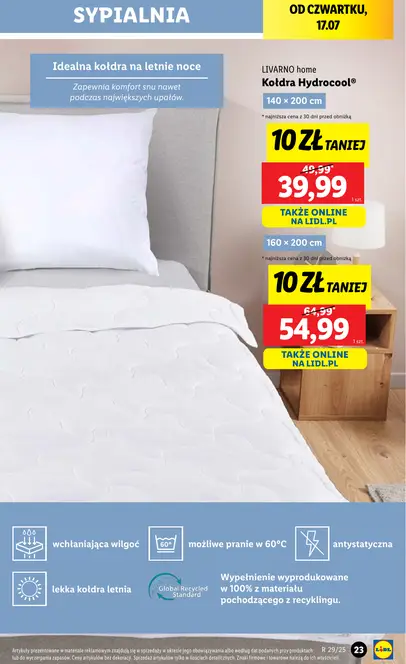 SYPIALNIA
OD CZWARTKU,
17.07
Idealna kołdra na letnie noce
Zapewnia komfort snu nawet
podczas największych upałów.
LIVARNO home
Kołdra Hydrocool®
140 × 200 cm
* najniższa cena z 30 dni przed obniżką
10 ZŁ TANIEJ
49,99*
39,99
1 szt.
TAKŻE ONLINE
NA LIDL.PL
160 × 200 cm
* najniższa cena z 30 dni przed obniżką
10 ZŁ TANIEJ
64,99*
54,99
1 szt.
TAKŻE ONLINE
NA LIDL.PL
wchłaniająca wilgoć
60°
możliwe pranie w 60°C
antystatyczna
lekka kołdra letnia
Global Recycled
Standard
Wypełnienie wyprodukowane
w 100% z materiału
pochodzącego z recyklingu.
Artykuły prezentowane w materiale reklamowym znajdują się w sprzedaży w okresie jego obowiązywania albo według dat podanych przy produktach
lub do wyczerpania zapasów. Ceny artykułów bez dekoracji. Sprzedaż artykułów tylko w ilościach detalicznych. Znaki firmowe i towarowe należą do ich właścicieli.
R 29/25
23
LIDL